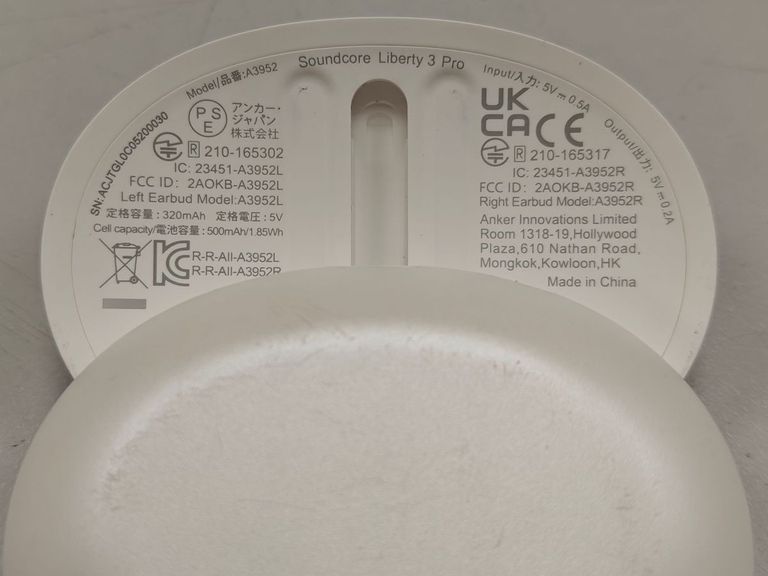 Soundcore Liberty 3 Pro
Model/品番:A3952
SN:ACJTGL0C05200030
PSE
アンカー・
ジャパン
株式会社
R 210-165302
IC: 23451-A3952L
FCC ID: 2AOKB-A3952L
Left Earbud Model:A3952L
定格容量:320mAh 定格電圧:5V
Cell capacity/電池容量:500mAh/1.85Wh
R-R-All-A3952L
R-R-All-A3952R
Input/入力: 5V⎓0.5A
Output/出力: 5V⎓0.2A
UK
CA CE
R 210-165317
IC: 23451-A3952R
FCC ID: 2AOKB-A3952R
Right Earbud Model:A3952R
Anker Innovations Limited
Room 1318-19,Hollywood
Plaza,610 Nathan Road,
Mongkok,Kowloon,HK
Made in China